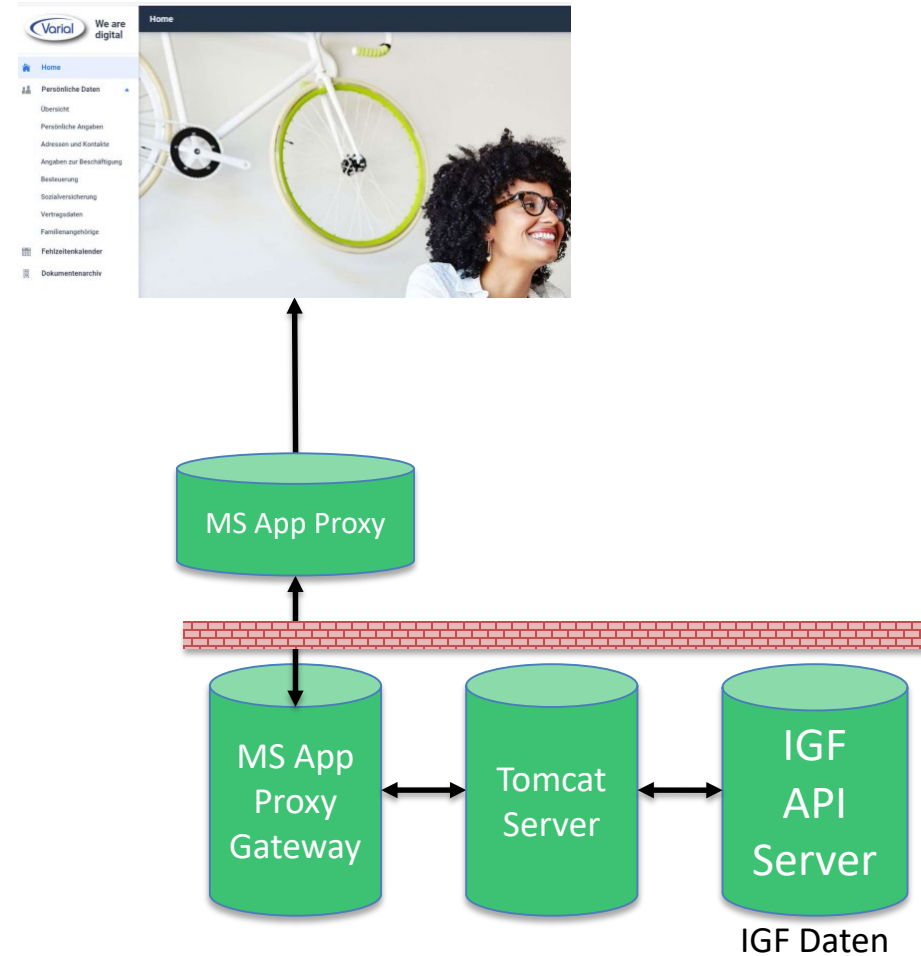 Varial
We are
digital
Home
Home
Persönliche Daten
Übersicht
Persönliche Angaben
Adressen und Kontakte
Angaben zur Beschäftigung
Besteuerung
Sozialversicherung
Vertragsdaten
Familienangehörige
Fehlzeitenkalender
Dokumentenarchiv
MS App Proxy
MS App
Proxy
Gateway
Tomcat
Server
IGF
API
Server
IGF Daten